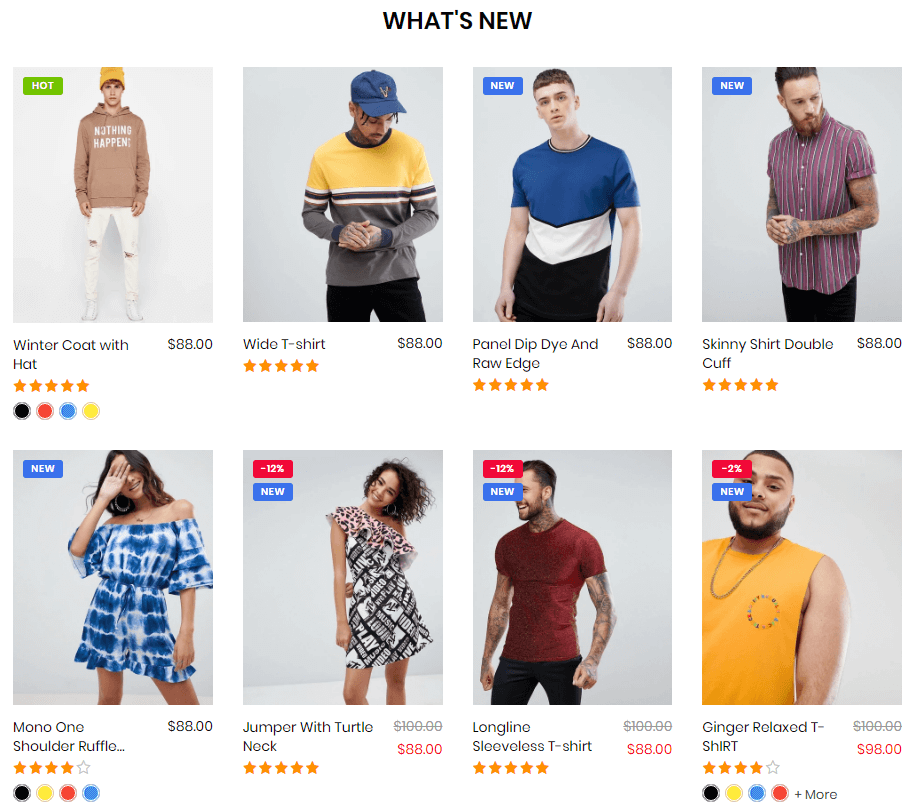 WHAT'S NEW
HOT
NOTHING
HAPPENS
NEW
NEW
Winter Coat with
Hat
$88.00
Wide T-shirt
$88.00
Panel Dip Dye And
Raw Edge
$88.00
Skinny Shirt Double
Cuff
$88.00
NEW
-12%
NEW
-12%
NEW
-2%
NEW
Mono One
Shoulder Ruffle...
$88.00
Jumper With Turtle
Neck
$100.00
$88.00
Longline
Sleeveless T-shirt
$100.00
$88.00
Ginger Relaxed T-
ShIRT
$100.00
$98.00
+ More